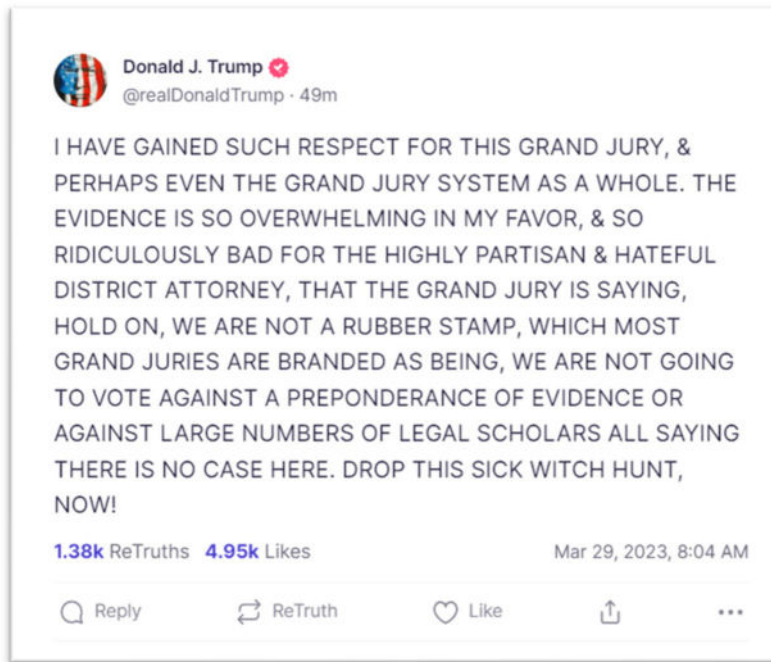 Donald J. Trump
@realDonaldTrump · 49m
I HAVE GAINED SUCH RESPECT FOR THIS GRAND JURY, &
PERHAPS EVEN THE GRAND JURY SYSTEM AS A WHOLE. THE
EVIDENCE IS SO OVERWHELMING IN MY FAVOR, & SO
RIDICULOUSLY BAD FOR THE HIGHLY PARTISAN & HATEFUL
DISTRICT ATTORNEY, THAT THE GRAND JURY IS SAYING,
HOLD ON, WE ARE NOT A RUBBER STAMP, WHICH MOST
GRAND JURIES ARE BRANDED AS BEING, WE ARE NOT GOING
TO VOTE AGAINST A PREPONDERANCE OF EVIDENCE OR
AGAINST LARGE NUMBERS OF LEGAL SCHOLARS ALL SAYING
THERE IS NO CASE HERE. DROP THIS SICK WITCH HUNT,
NOW!
1.38k ReTruths 4.95k Likes Mar 29, 2023, 8:04 AM
Reply ReTruth Like